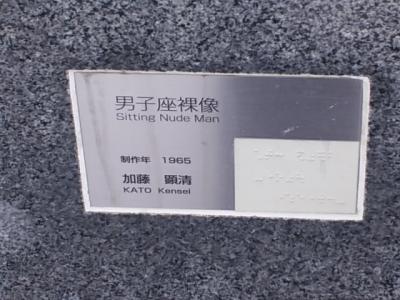 男子座裸像
Sitting Nude Man
制作年 1965
加藤 顕清
KATO Kensei